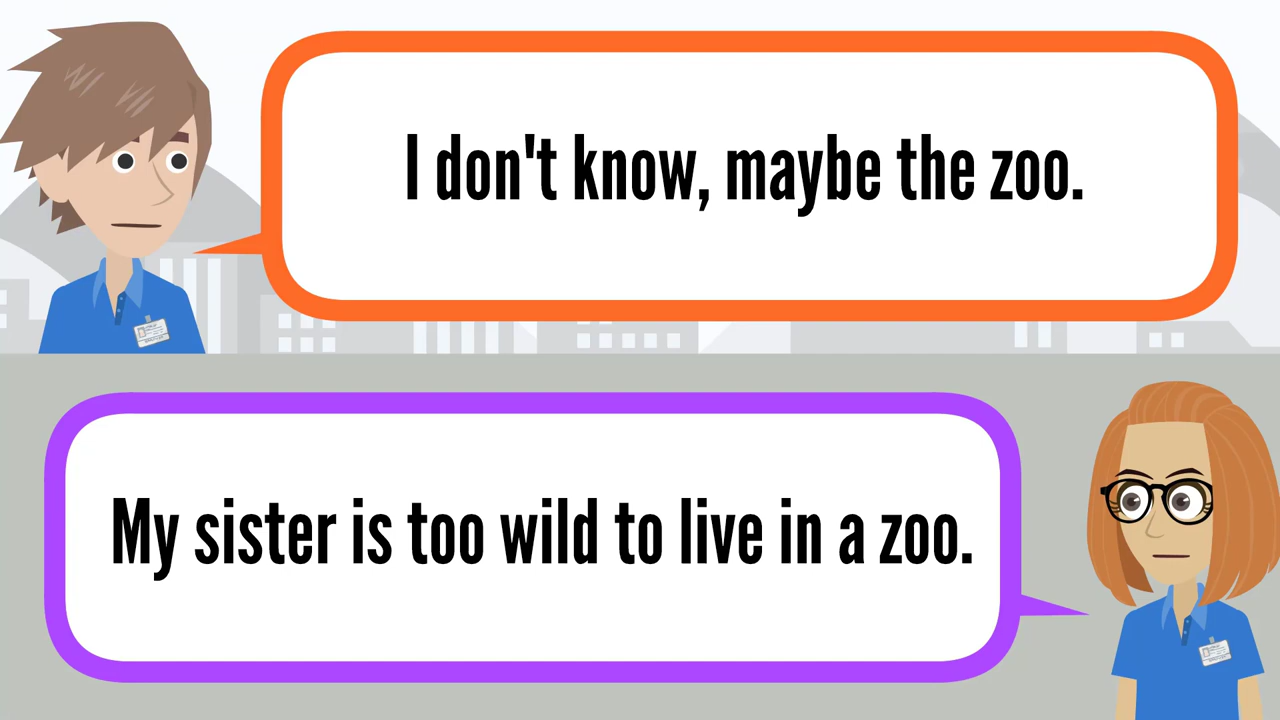 I don't know, maybe the zoo.
My sister is too wild to live in a zoo.